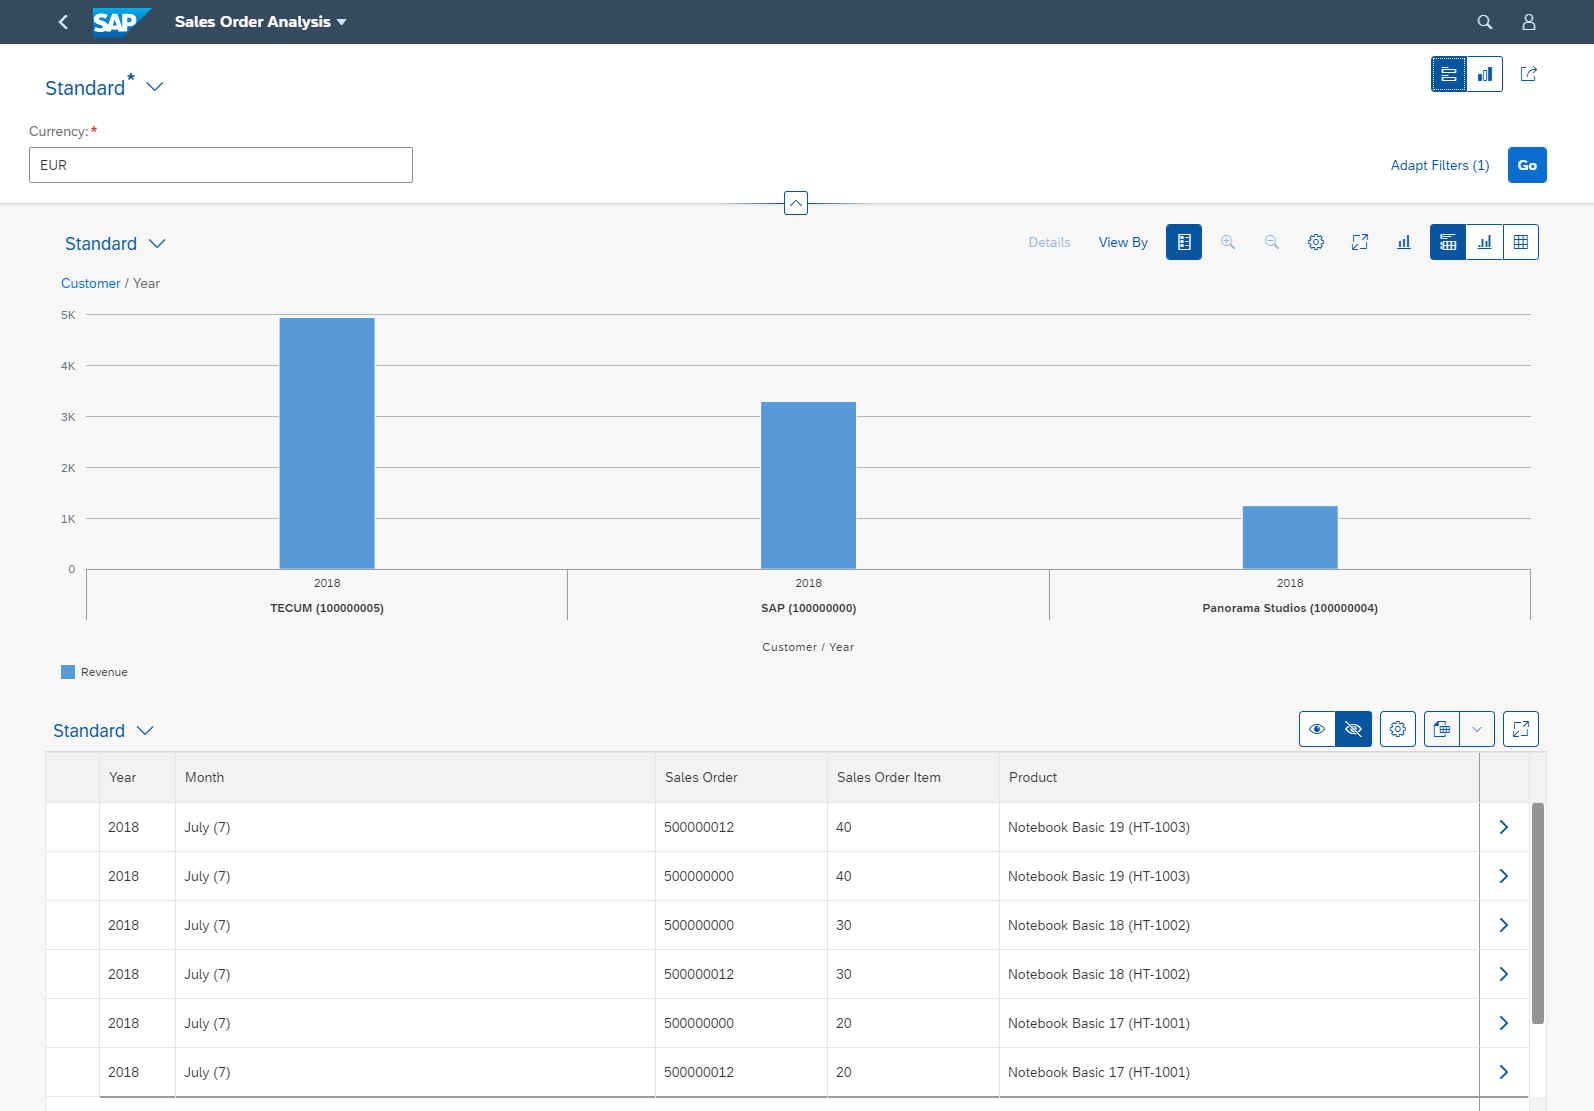 SAP Sales Order Analysis
Standard*
Currency:*
EUR
Adapt Filters (1) Go
Standard
Details View By
Customer / Year
5K
4K
3K
2K
1K
0
2018 2018 2018
TECUM (100000005) SAP (100000000) Panorama Studios (100000004)
Customer / Year
Revenue
Standard
Year Month Sales Order Sales Order Item Product
2018 July (7) 500000012 40 Notebook Basic 19 (HT-1003)
2018 July (7) 500000000 40 Notebook Basic 19 (HT-1003)
2018 July (7) 500000000 30 Notebook Basic 18 (HT-1002)
2018 July (7) 500000012 30 Notebook Basic 18 (HT-1002)
2018 July (7) 500000000 20 Notebook Basic 17 (HT-1001)
2018 July (7) 500000012 20 Notebook Basic 17 (HT-1001)